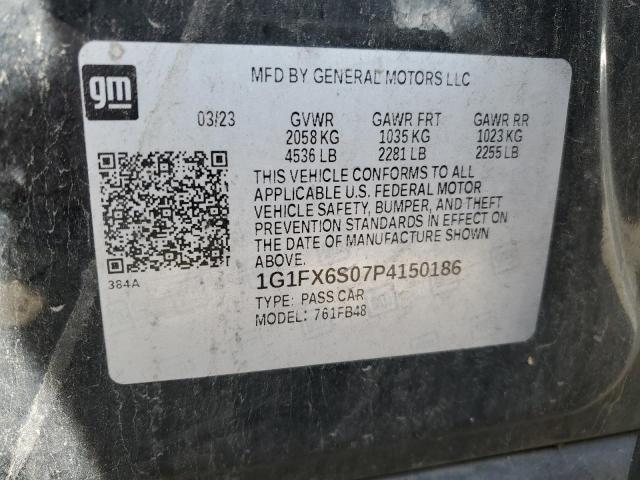 gm
MFD BY GENERAL MOTORS LLC
03/23 GVWR GAWR FRT GAWR RR
2058 KG 1035 KG 1023 KG
4536 LB 2281 LB 2255 LB
THIS VEHICLE CONFORMS TO ALL
APPLICABLE U.S. FEDERAL MOTOR
VEHICLE SAFETY, BUMPER, AND THEFT
PREVENTION STANDARDS IN EFFECT ON
THE DATE OF MANUFACTURE SHOWN
ABOVE.
384A
1G1FX6S07P4150186
TYPE: PASS CAR
MODEL: 761FB48